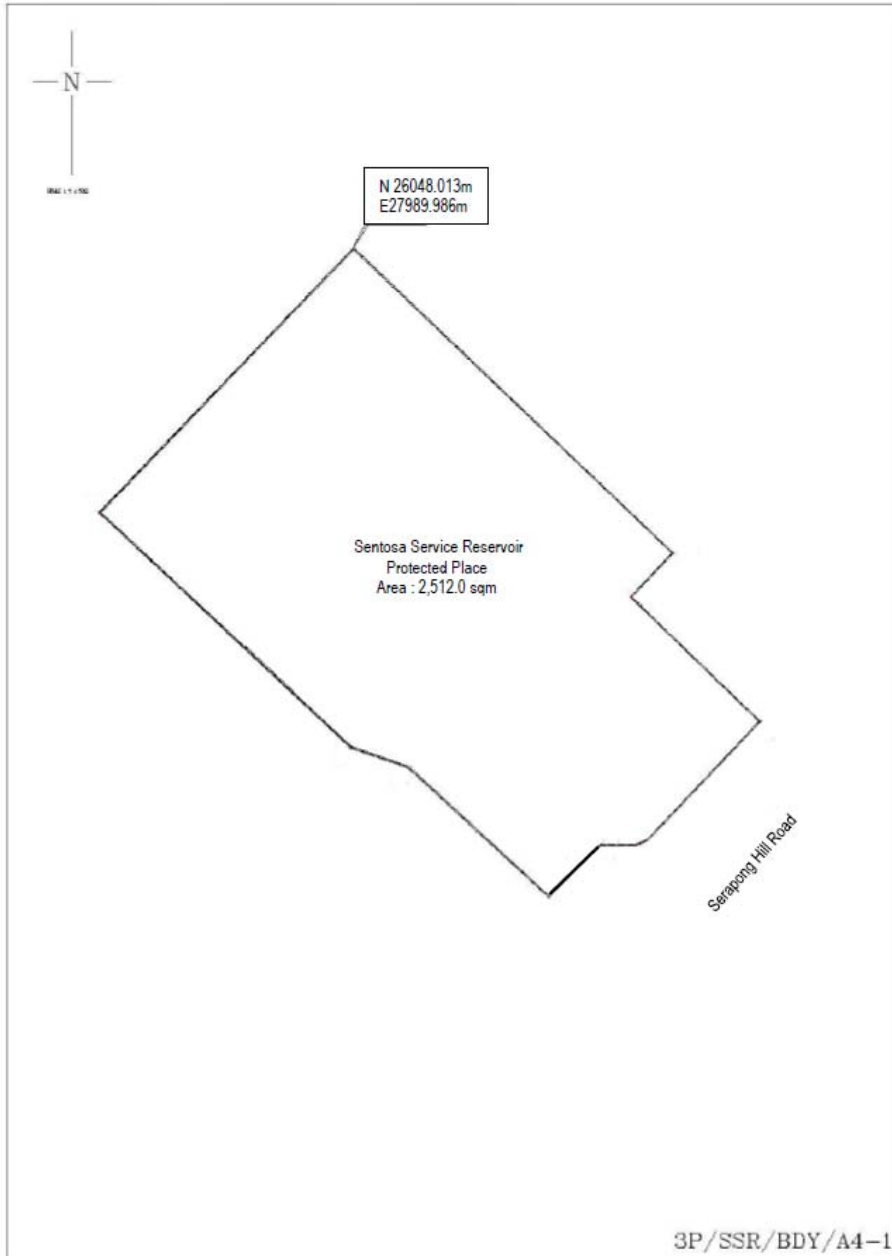 N
N 26048.013m
E27989.986m
Sentosa Service Reservoir
Protected Place
Area : 2,512.0 sqm
Serapong Hill Road
3P/SSR/BDY/A4-1